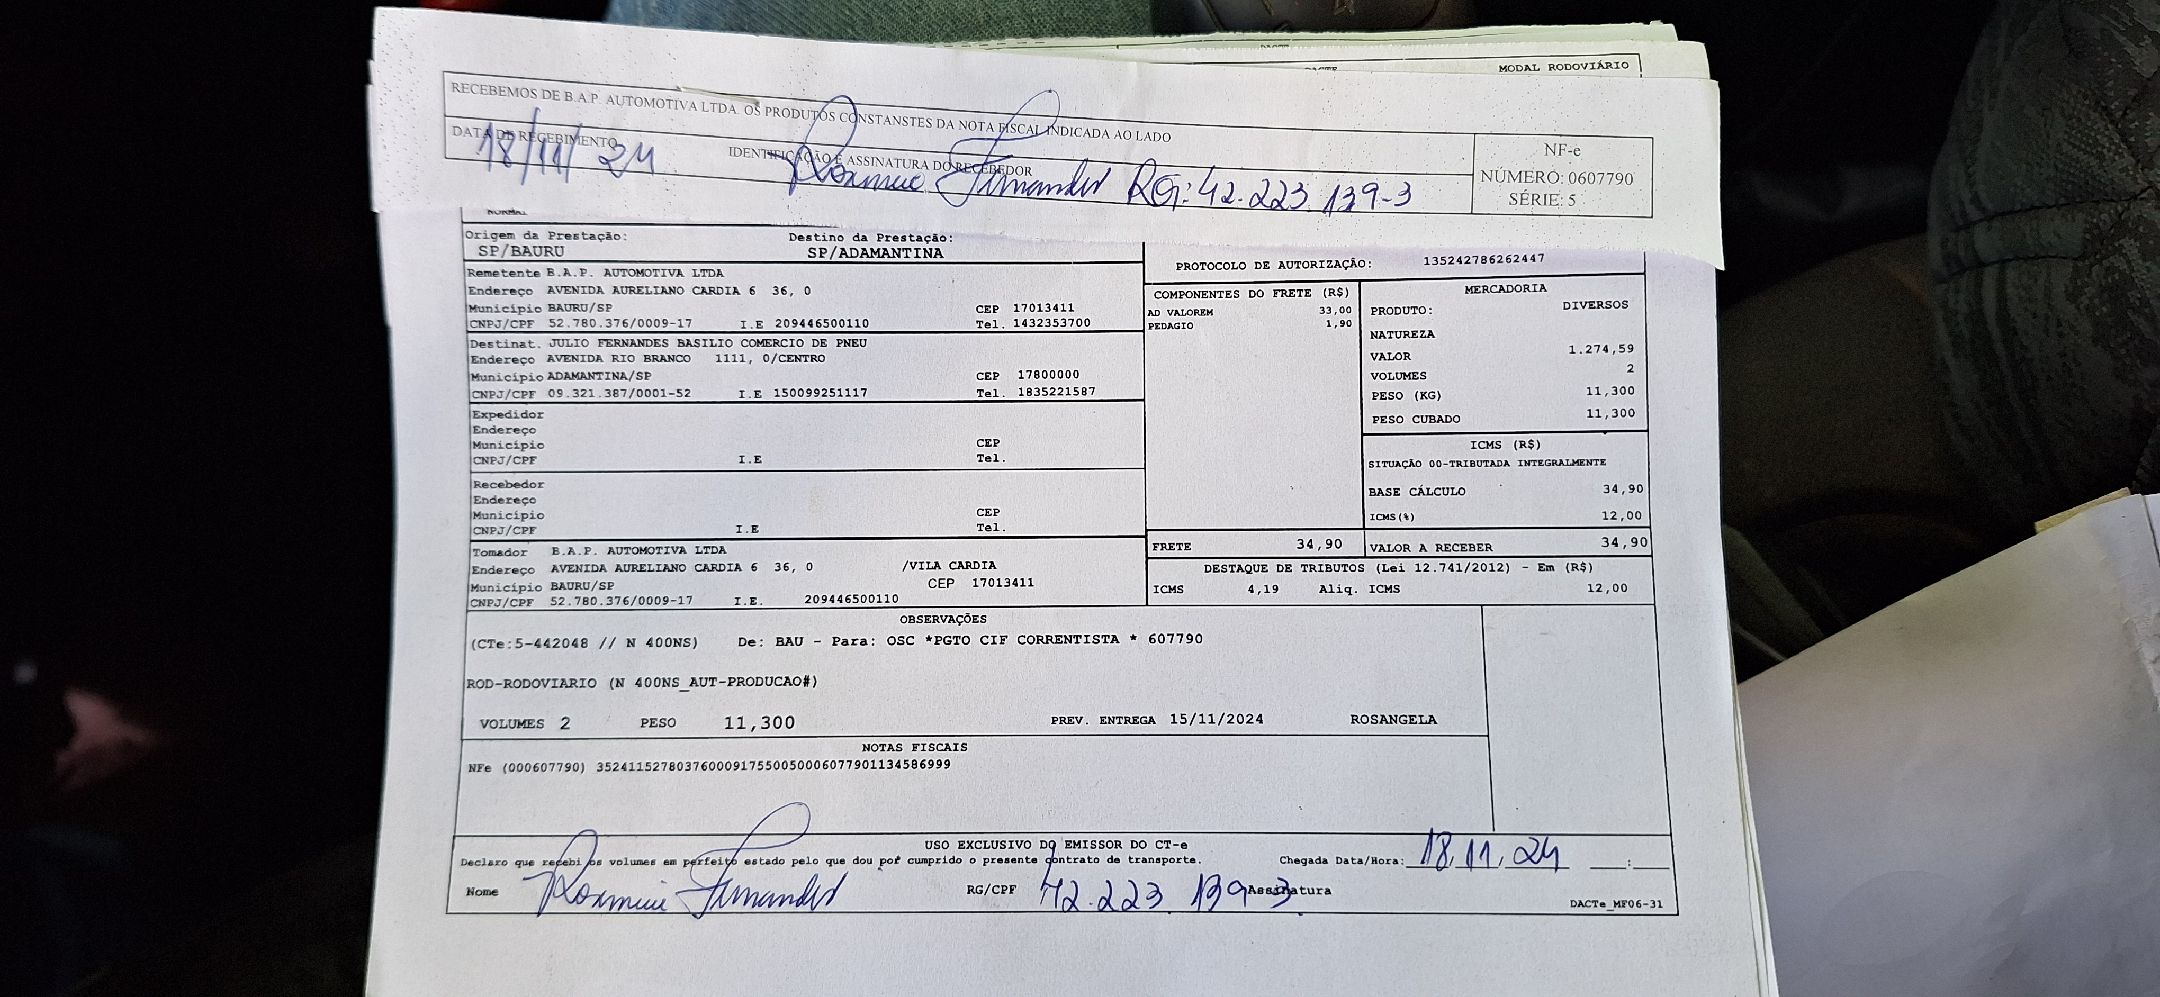 DACTE
MODAL RODOVIÁRIO
RECEBEMOS DE B.A.P. AUTOMOTIVA LTDA. OS PRODUTOS CONSTANSTES DA NOTA FISCAL INDICADA AO LADO
DATA DE RECEBIMENTO
18/11/24
IDENTIFICAÇÃO E ASSINATURA DO RECEBEDOR
Fernandes RG: 42.223.139-3
NF-e
NÚMERO: 0607790
SÉRIE: 5
NORMAL
Origem da Prestação: Destino da Prestação:
SP/BAURU SP/ADAMANTINA
PROTOCOLO DE AUTORIZAÇÃO: 135242786262447
Remetente B.A.P. AUTOMOTIVA LTDA
Endereço AVENIDA AURELIANO CARDIA 6 36, 0
Município BAURU/SP CEP 17013411
CNPJ/CPF 52.780.376/0009-17 I.E 209446500110 Tel. 1432353700
Destinat. JULIO FERNANDES BASILIO COMERCIO DE PNEU
Endereço AVENIDA RIO BRANCO 1111, 0/CENTRO
Município ADAMANTINA/SP CEP 17800000
CNPJ/CPF 09.321.387/0001-52 I.E 150099251117 Tel. 1835221587
Expedidor
Endereço
Município CEP
CNPJ/CPF I.E Tel.
Recebedor
Endereço
Município CEP
CNPJ/CPF I.E Tel.
Tomador B.A.P. AUTOMOTIVA LTDA
Endereço AVENIDA AURELIANO CARDIA 6 36, 0 /VILA CARDIA
Município BAURU/SP CEP 17013411
CNPJ/CPF 52.780.376/0009-17 I.E. 209446500110
COMPONENTES DO FRETE (R$)
AD VALOREM 33,00
PEDAGIO 1,90
MERCADORIA
PRODUTO: DIVERSOS
NATUREZA
VALOR 1.274,59
VOLUMES 2
PESO (KG) 11,300
PESO CUBADO 11,300
ICMS (R$)
SITUAÇÃO 00-TRIBUTADA INTEGRALMENTE
BASE CÁLCULO 34,90
ICMS(%) 12,00
FRETE 34,90
VALOR A RECEBER 34,90
DESTAQUE DE TRIBUTOS (Lei 12.741/2012) - Em (R$)
ICMS 4,19 Aliq. ICMS 12,00
OBSERVAÇÕES
(CTe:5-442048 // N 400NS) De: BAU - Para: OSC *PGTO CIF CORRENTISTA * 607790
ROD-RODOVIARIO (N 400NS_AUT-PRODUCAO#)
VOLUMES 2 PESO 11,300 PREV. ENTREGA 15/11/2024 ROSANGELA
NOTAS FISCAIS
NFe (000607790) 35241152780376000917550050006077901134586999
USO EXCLUSIVO DO EMISSOR DO CT-e
Declaro que recebi os volumes em perfeito estado pelo que dou por cumprido o presente contrato de transporte. Chegada Data/Hora: 18.11.24 __:__
Nome Fernandes RG/CPF 42.223.139-3 Assinatura
DACTe_MF06-31